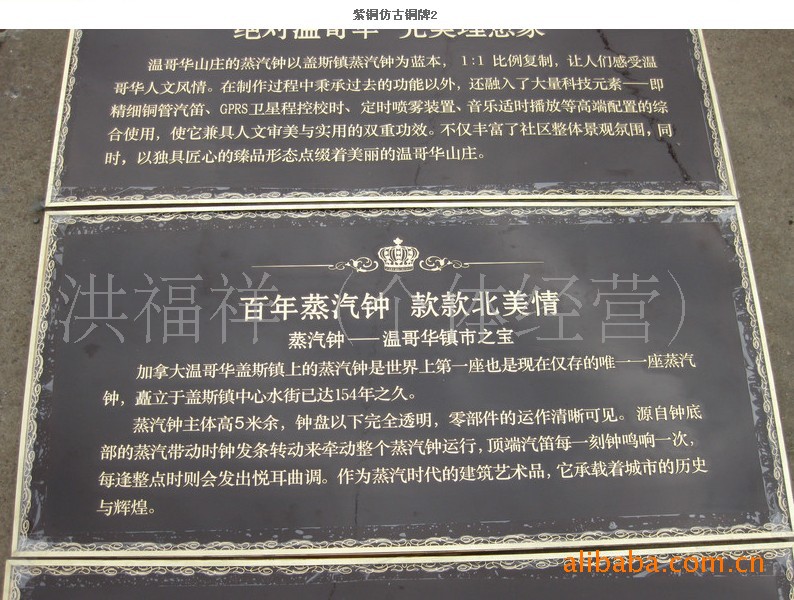 紫铜仿古铜牌2
绝对温哥华 完美理想家
温哥华山庄的蒸汽钟以盖斯镇蒸汽钟为蓝本，1:1 比例复制，让人们感受温
哥华人文风情。在制作过程中秉承过去的功能以外，还融入了大量科技元素——即
精细铜管汽笛、GPRS卫星程控校时、定时喷雾装置、音乐适时播放等高端配置的综
合使用，使它兼具人文审美与实用的双重功效。不仅丰富了社区整体景观氛围，同
时，以独具匠心的臻品形态点缀着美丽的温哥华山庄。
百年蒸汽钟 款款北美情
蒸汽钟——温哥华镇市之宝
加拿大温哥华盖斯镇上的蒸汽钟是世界上第一座也是现在仅存的唯一一座蒸汽
钟，矗立于盖斯镇中心水街已达154年之久。
蒸汽钟主体高5米余，钟盘以下完全透明，零部件的运作清晰可见。源自钟底
部的蒸汽带动时钟发条转动来牵动整个蒸汽钟运行，顶端汽笛每一刻钟鸣响一次，
每逢整点时则会发出悦耳曲调。作为蒸汽时代的建筑艺术品，它承载着城市的历史
与辉煌。
洪福祥（个体经营）
alibaba.com.cn